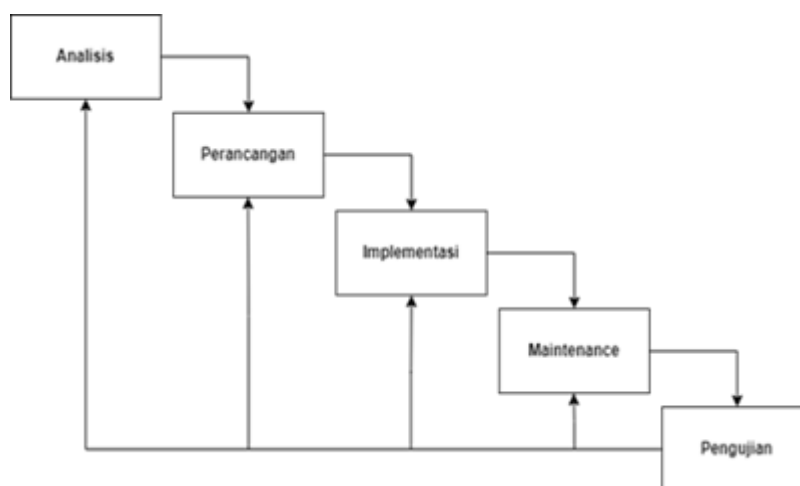 Analisis
Perancangan
Implementasi
Maintenance
Pengujian